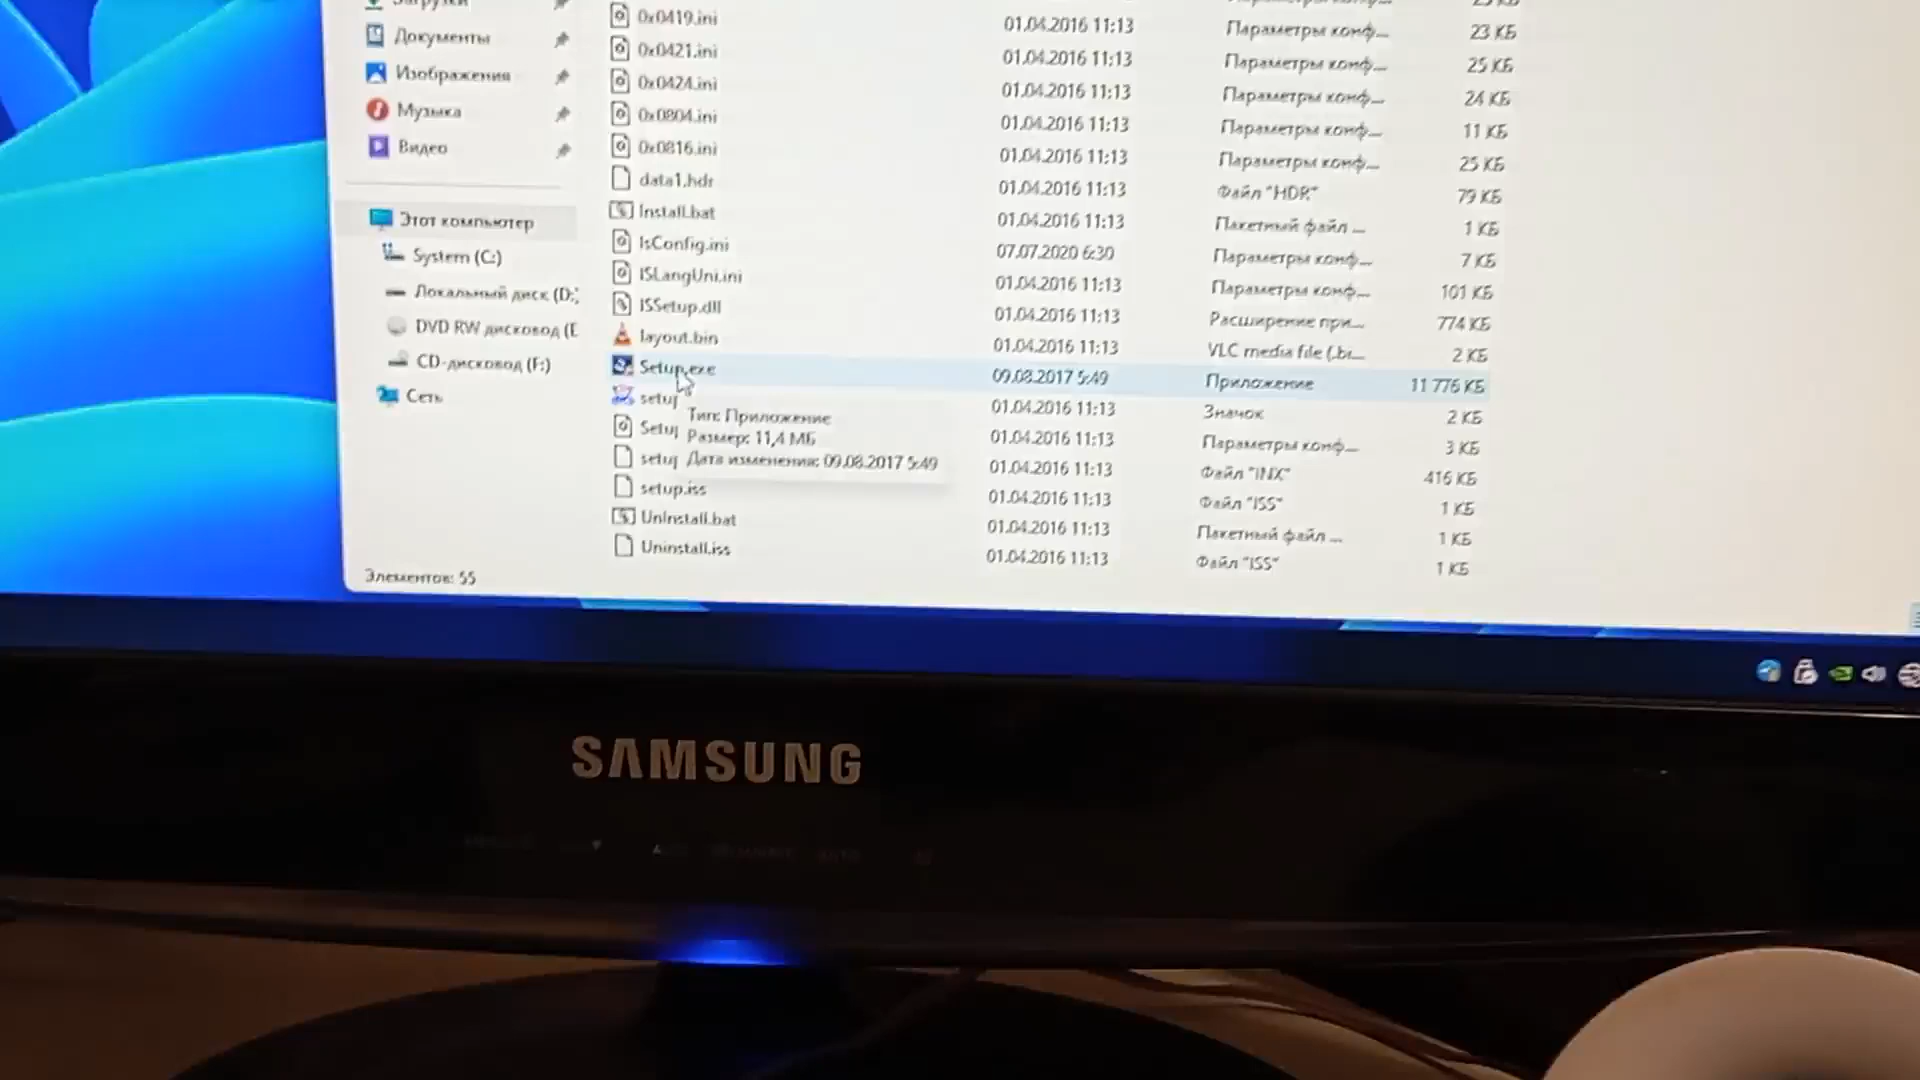 Загрузки
0x0419.ini 01.04.2016 11:13 Параметры конф... 23 КБ
Документы
0x0421.ini 01.04.2016 11:13 Параметры конф... 25 КБ
Изображения
0x0424.ini 01.04.2016 11:13 Параметры конф... 24 КБ
Музыка
0x0804.ini 01.04.2016 11:13 Параметры конф... 11 КБ
Видео
0x0816.ini 01.04.2016 11:13 Параметры конф... 25 КБ
data1.hdr 01.04.2016 11:13 Файл "HDR" 79 КБ
Этот компьютер
Install.bat 01.04.2016 11:13 Пакетный файл ... 1 КБ
System (C:)
IsConfig.ini 07.07.2020 6:30 Параметры конф... 7 КБ
Локальный диск (D:)
ISLangUni.ini 01.04.2016 11:13 Параметры конф... 101 КБ
DVD RW дисковод (E
ISSetup.dll 01.04.2016 11:13 Расширение при... 774 КБ
CD-дисковод (F:)
layout.bin 01.04.2016 11:13 VLC media file (.bi... 2 КБ
Сеть
Setup.exe 09.08.2017 5:49 Приложение 11 776 КБ
setup 01.04.2016 11:13 Значок 2 КБ
Тип: Приложение
Setup 01.04.2016 11:13 Параметры конф... 3 КБ
Размер: 11,4 МБ
setup 01.04.2016 11:13 Файл "INX" 416 КБ
Дата изменения: 09.08.2017 5:49
setup.iss 01.04.2016 11:13 Файл "ISS" 1 КБ
UnInstall.bat 01.04.2016 11:13 Пакетный файл ... 1 КБ
Uninstall.iss 01.04.2016 11:13 Файл "ISS" 1 КБ
Элементов: 55
SAMSUNG